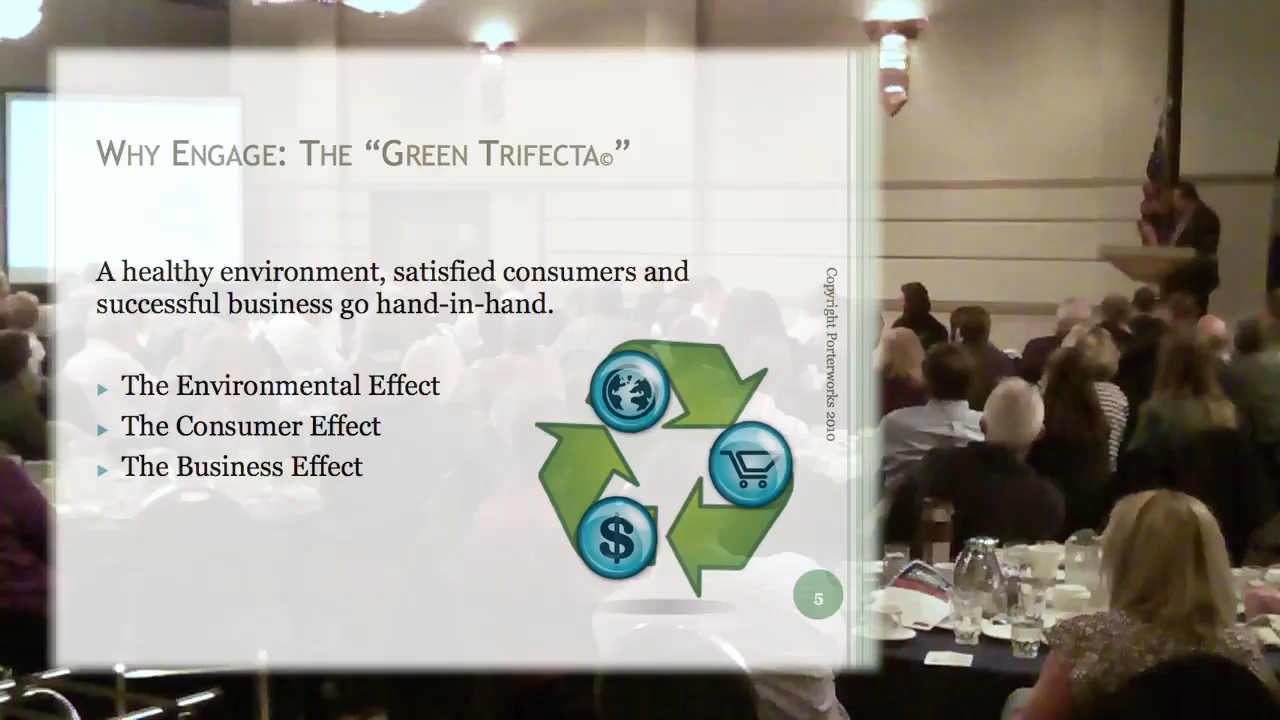 Why Engage: The “Green Trifecta©”
A healthy environment, satisfied consumers and
successful business go hand-in-hand.
The Environmental Effect
The Consumer Effect
The Business Effect
$
Copyright Porterworks 2010
5